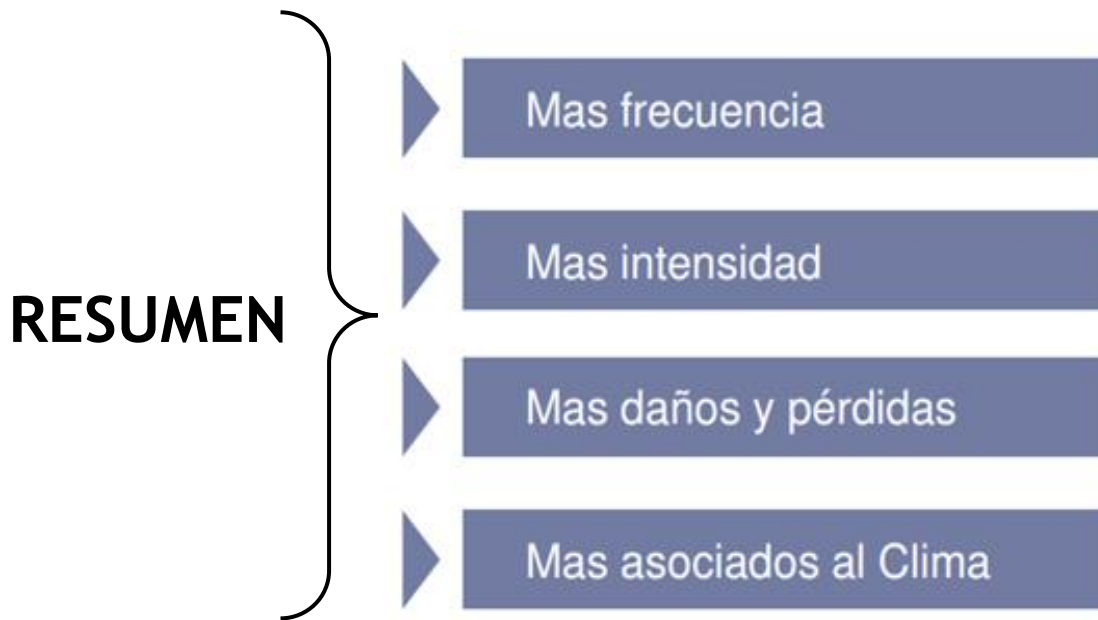 RESUMEN
Mas frecuencia
Mas intensidad
Mas daños y pérdidas
Mas asociados al Clima